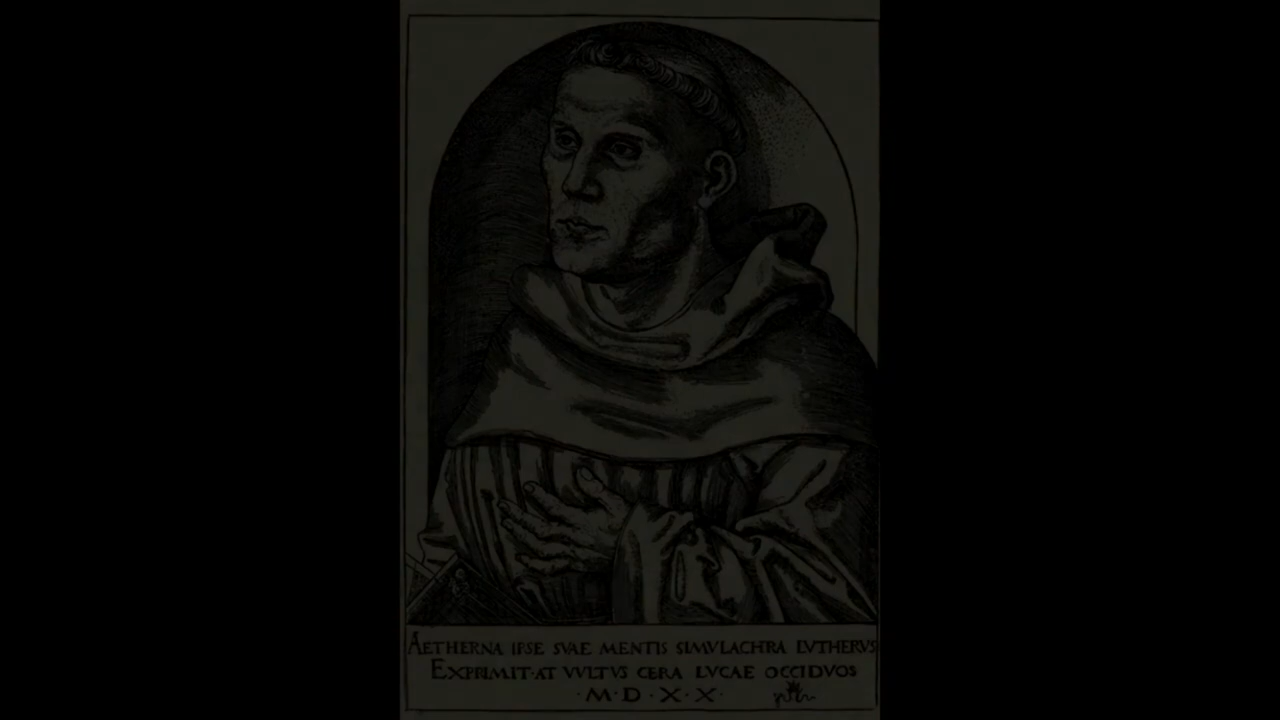 AETHERNA IPSE SVAE MENTIS SIMVLACHRA LVTHERVS
EXPRIMIT·AT VVLTVS CERA LVCAE OCCIDVOS
·M·D·X·X·